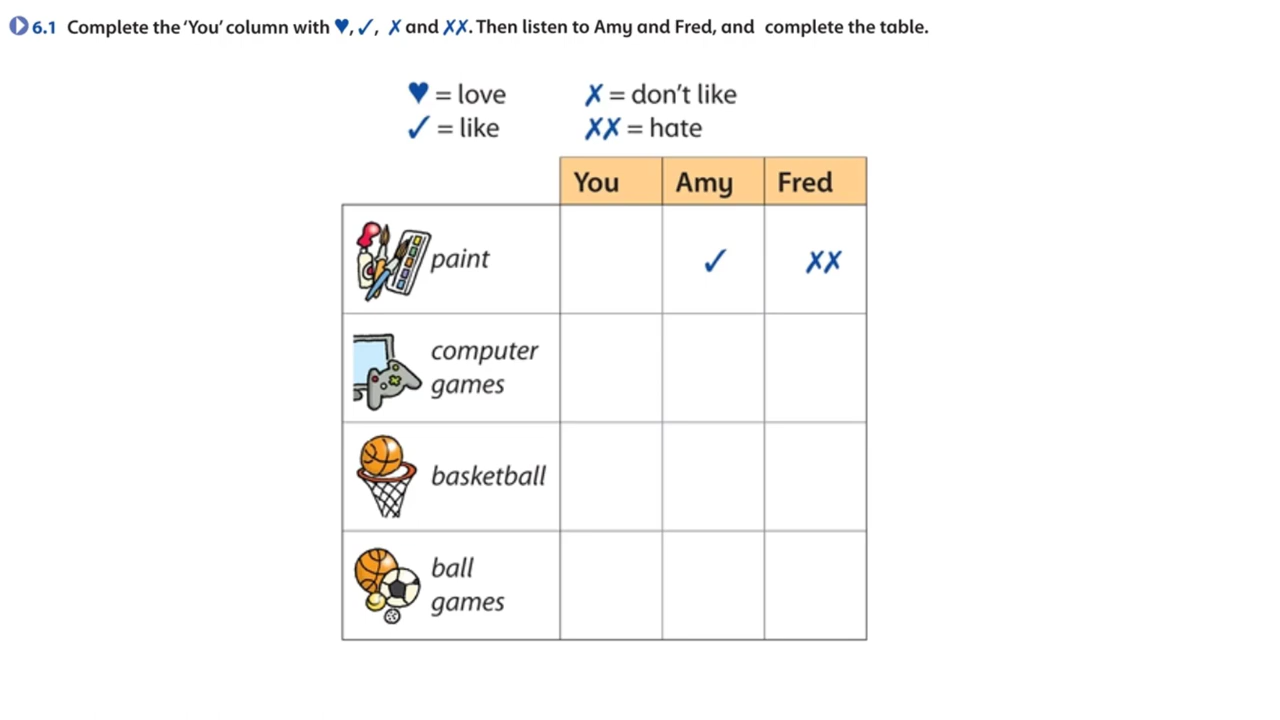 6.1 Complete the 'You' column with ♥, ✓, ✗ and ✗✗. Then listen to Amy and Fred, and complete the table.
♥ = love ✗ = don't like
✓ = like ✗✗ = hate
You Amy Fred
paint ✓ ✗✗
computer
games
basketball
ball
games